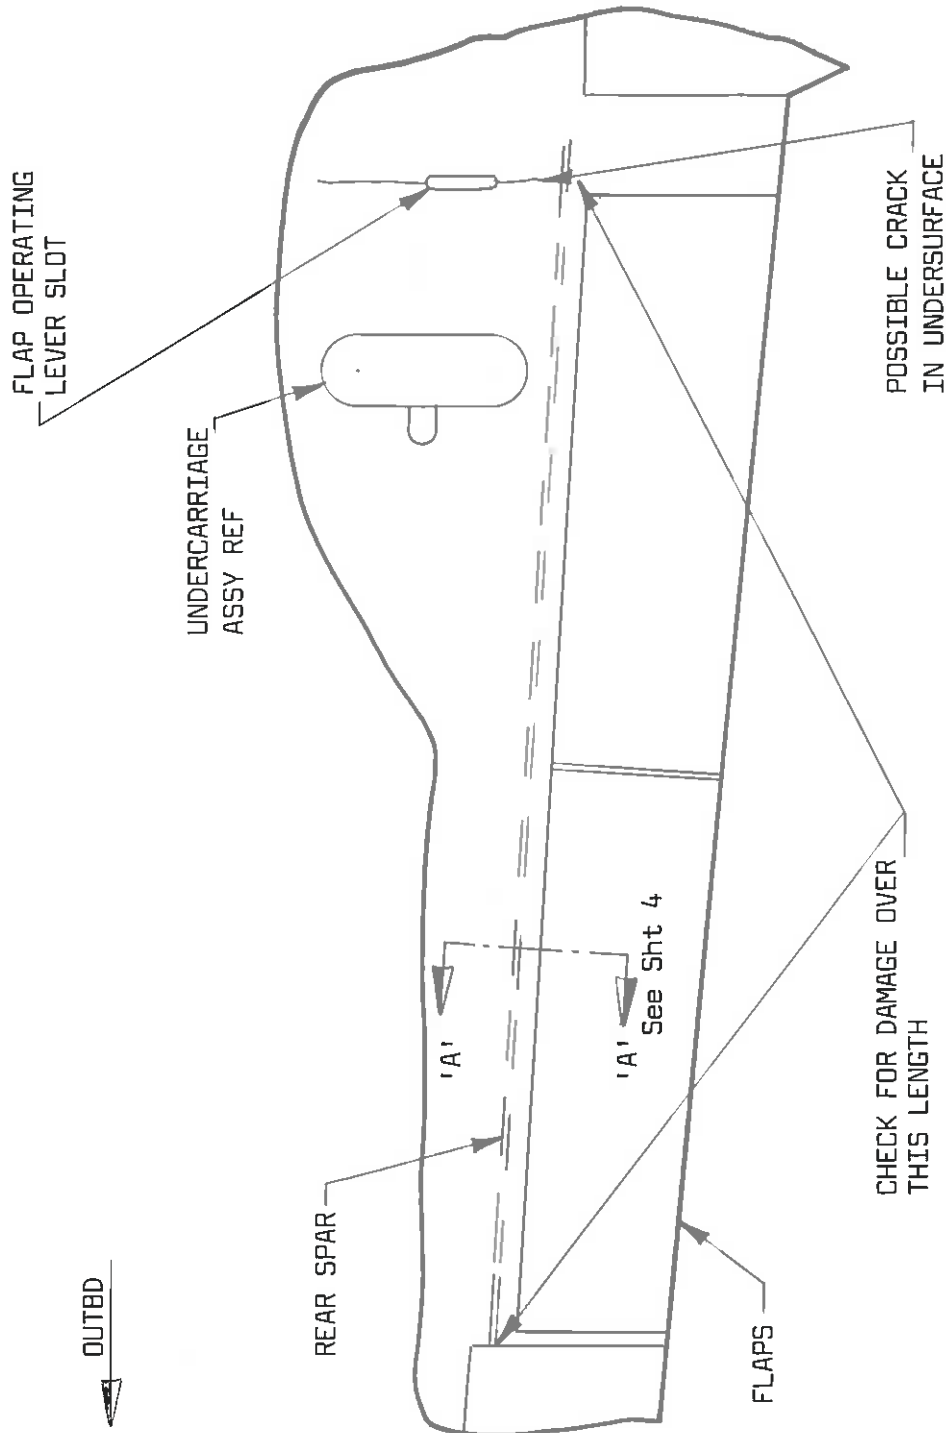 OUTBD
FLAP OPERATING
LEVER SLOT
UNDERCARRIAGE
ASSY REF
REAR SPAR
'A'
'A'
See Sht 4
FLAPS
CHECK FOR DAMAGE OVER
THIS LENGTH
POSSIBLE CRACK
IN UNDERSURFACE